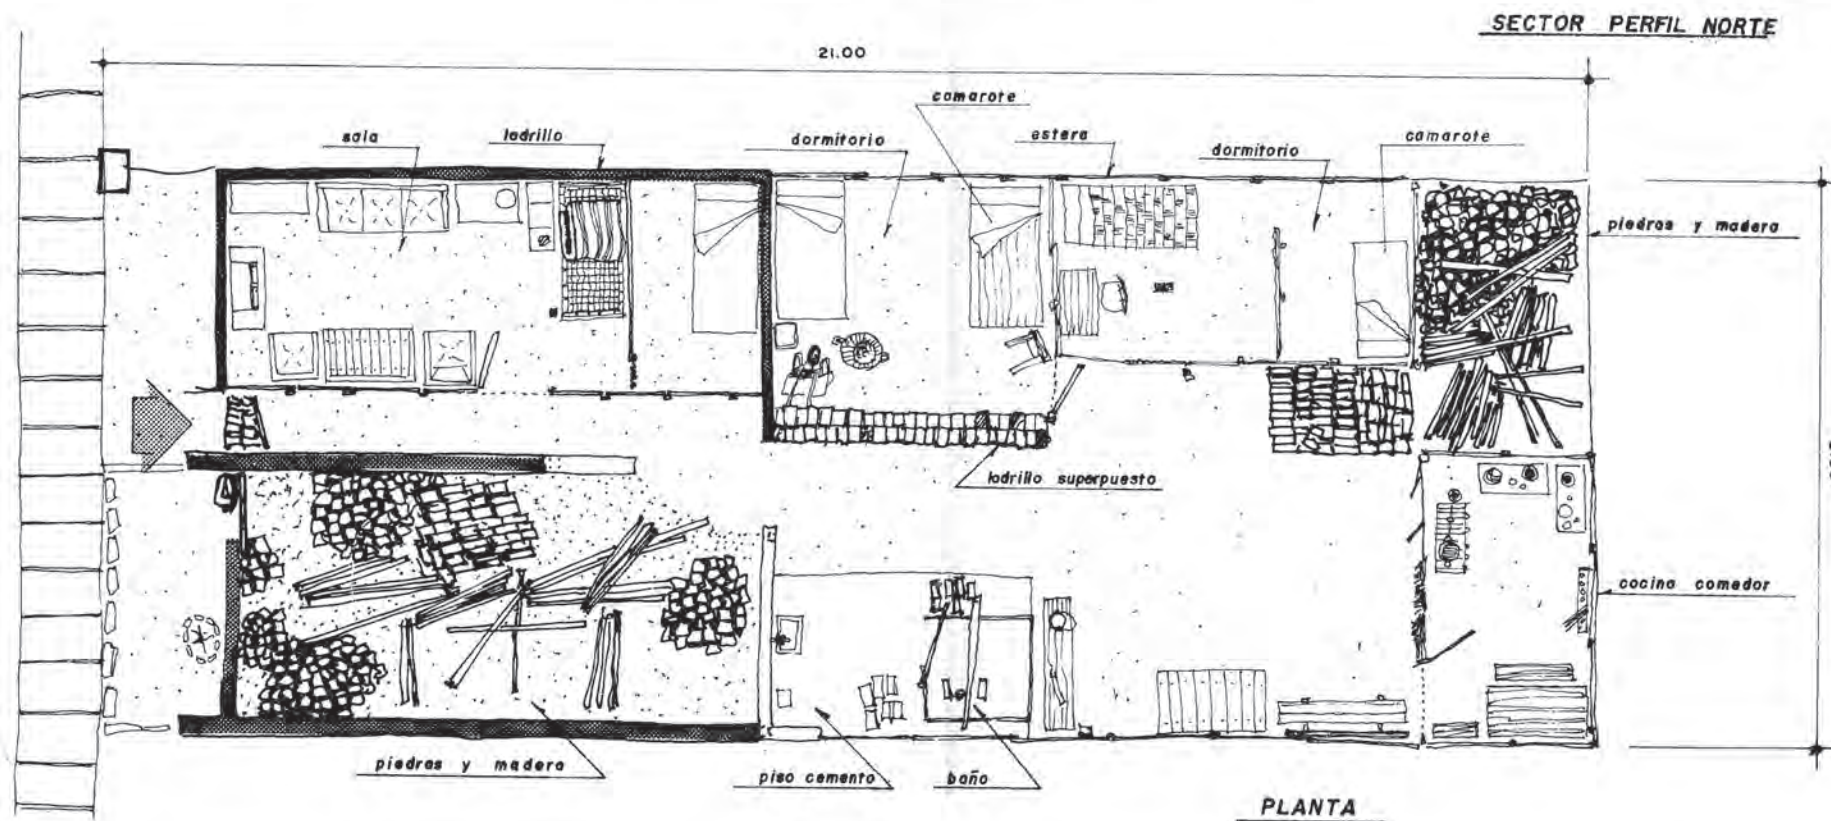 SECTOR PERFIL NORTE
21.00
camarote
sala
ladrillo
dormitorio
estera
dormitorio
camarote
piedras y madera
ladrillo superpuesto
cocina comedor
piedras y madera
piso cemento
baño
PLANTA